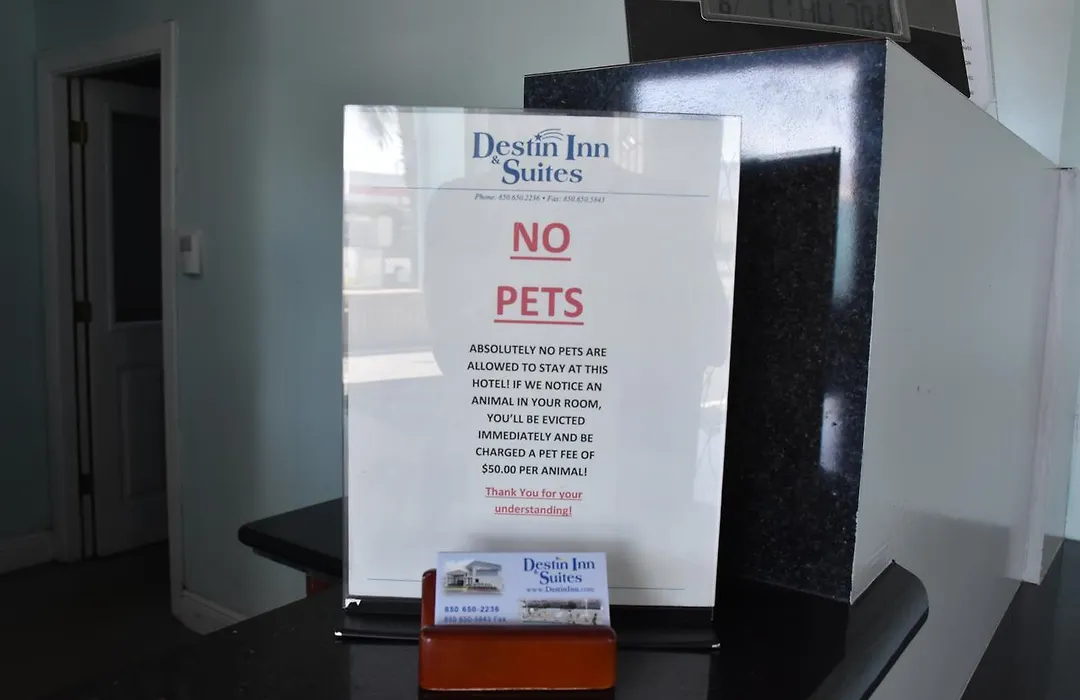 Destin Inn
& Suites
Phone: 850.650.2236 • Fax: 850.650.5843
NO
PETS
ABSOLUTELY NO PETS ARE
ALLOWED TO STAY AT THIS
HOTEL! IF WE NOTICE AN
ANIMAL IN YOUR ROOM,
YOU'LL BE EVICTED
IMMEDIATELY AND BE
CHARGED A PET FEE OF
$50.00 PER ANIMAL!
Thank You for your
understanding!
Destin Inn
& Suites
www.DestinInn.com
850 650-2236
850 650-5843 Fax